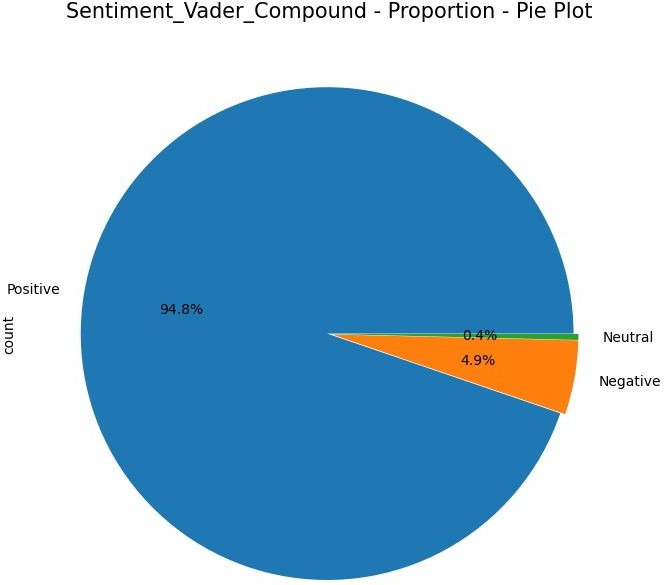 Sentiment_Vader_Compound - Proportion - Pie Plot
Positive
94.8%
count
0.4%
Neutral
4.9%
Negative